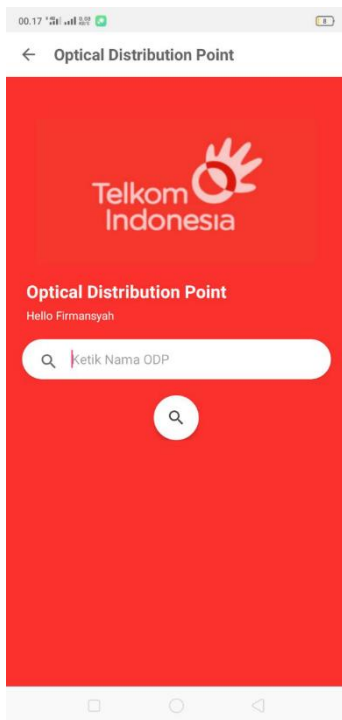 00.17
Optical Distribution Point
Telkom
Indonesia
Optical Distribution Point
Hello Firmansyah
Ketik Nama ODP